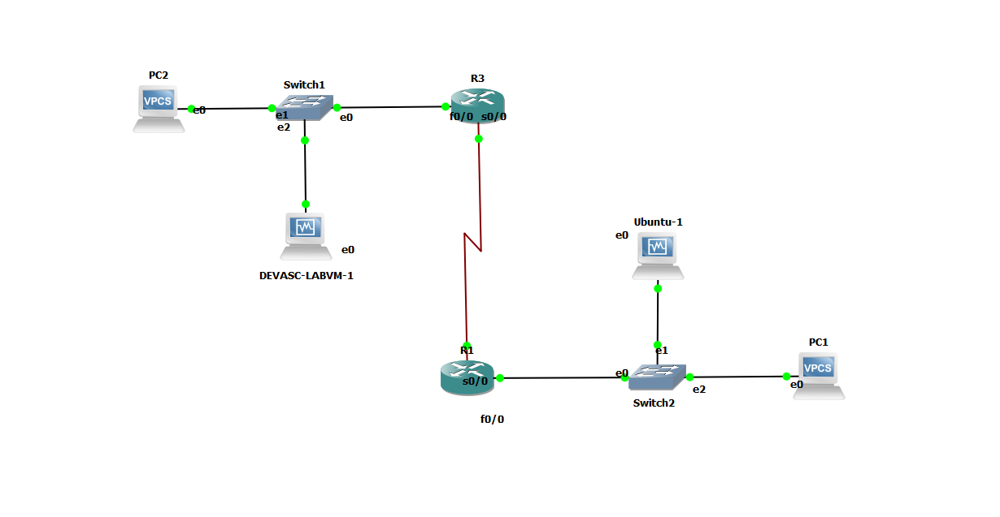 PC2
VPCS
e0
Switch1
e1
e2
e0
R3
f0/0
s0/0
e0
DEVASC-LABVM-1
Ubuntu-1
e0
R1
s0/0
f0/0
e1
e0
e2
Switch2
PC1
VPCS
e0